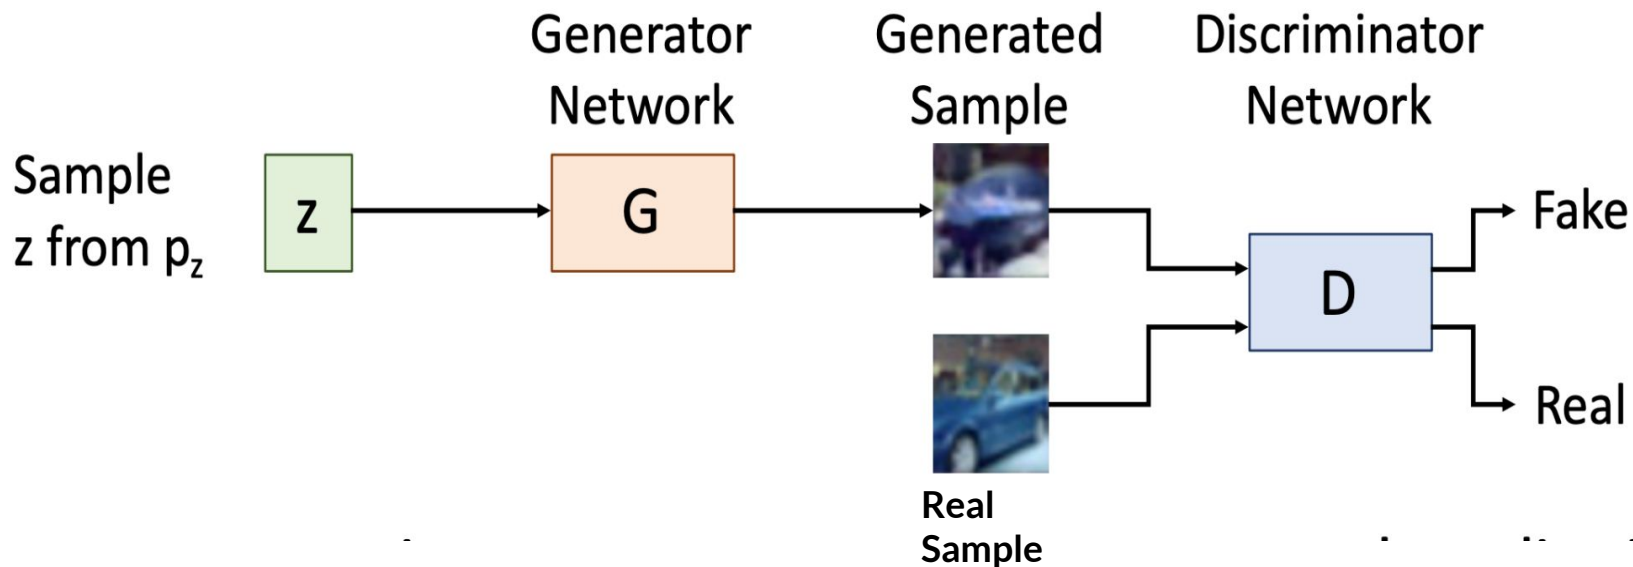 Generator
Network
Generated
Sample
Discriminator
Network
Sample
z from pz
z
G
D
Fake
Real
Real
Sample